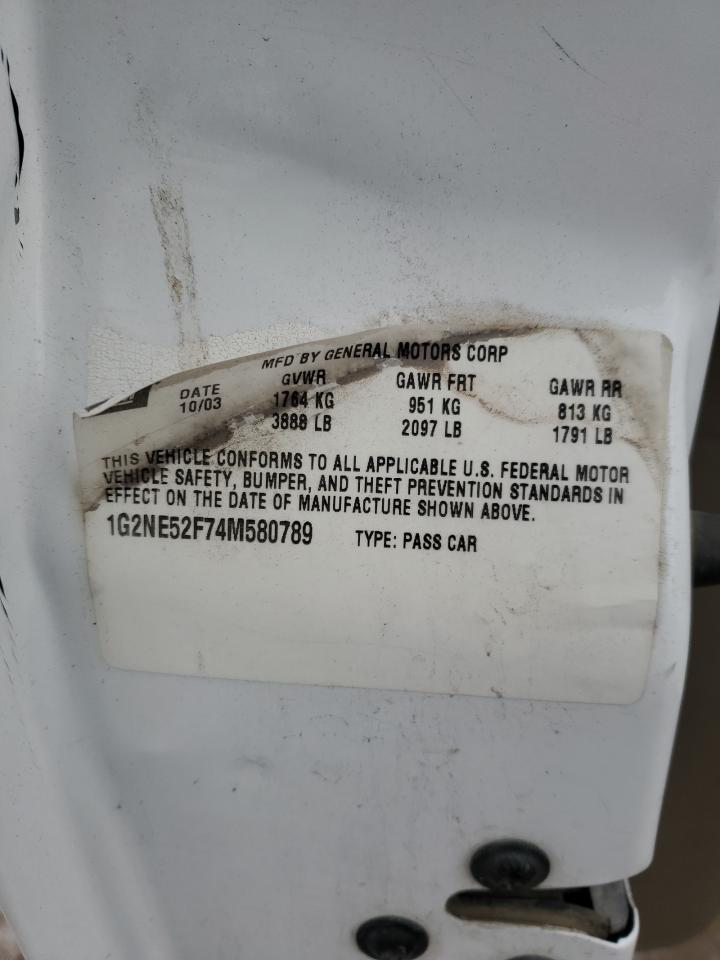 MFD BY GENERAL MOTORS CORP
DATE GVWR GAWR FRT GAWR RR
10/03 1764 KG 951 KG 813 KG
3888 LB 2097 LB 1791 LB
THIS VEHICLE CONFORMS TO ALL APPLICABLE U.S. FEDERAL MOTOR
VEHICLE SAFETY, BUMPER, AND THEFT PREVENTION STANDARDS IN
EFFECT ON THE DATE OF MANUFACTURE SHOWN ABOVE.
1G2NE52F74M580789 TYPE: PASS CAR